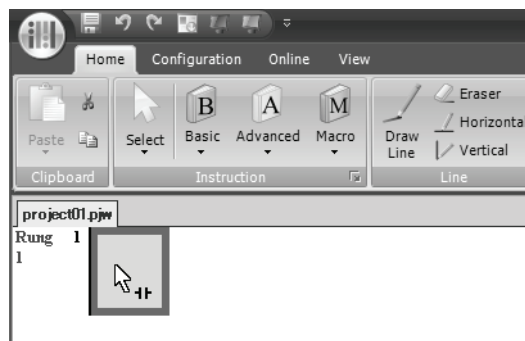 Home Configuration Online View
Paste
Select
B
Basic
A
Advanced
M
Macro
Draw
Line
Eraser
Horizonta
Vertical
Clipboard
Instruction
Line
project01.pjw
Rung 1
1